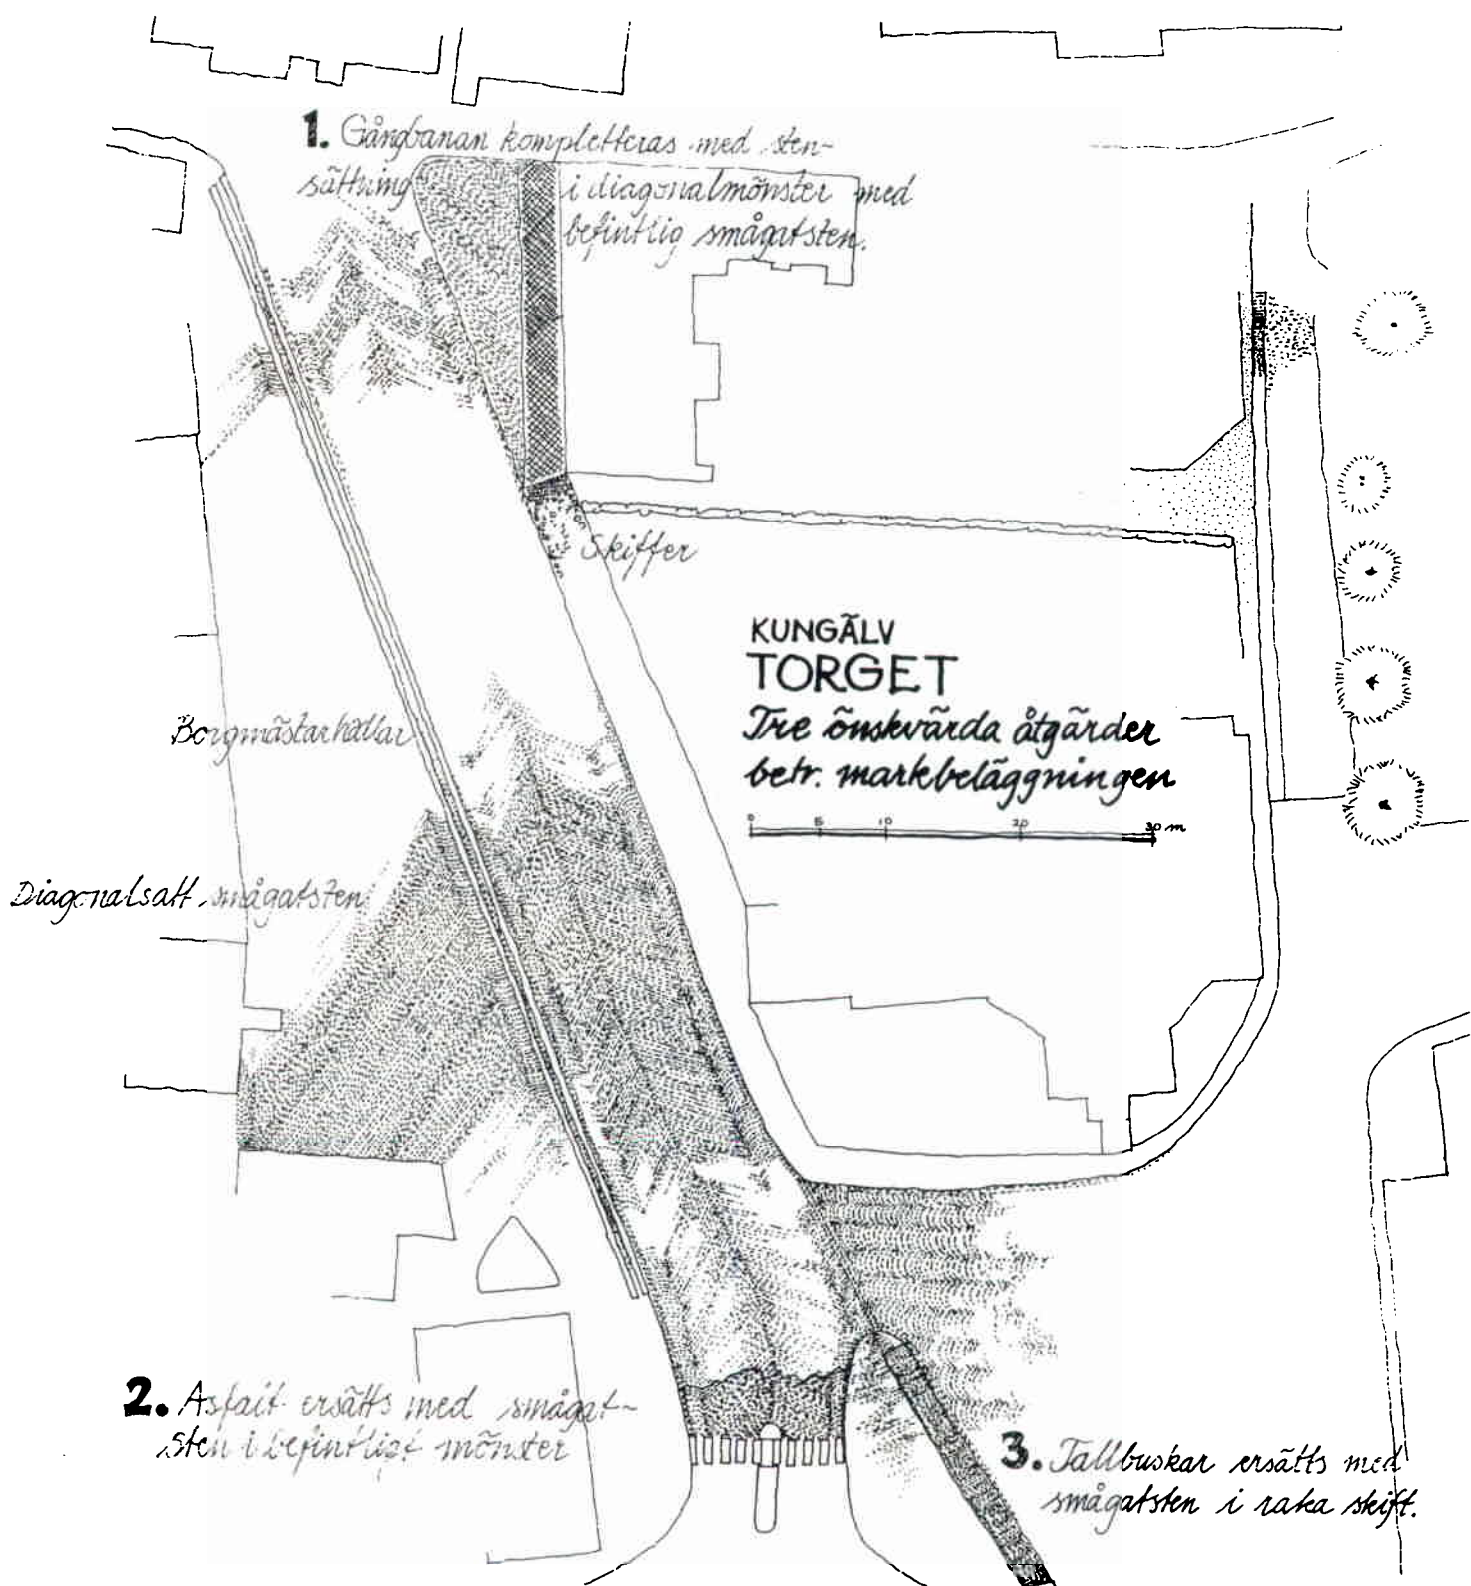 1. Gångbanan kompletteras med sten-
sättning i diagonalmönster med
befintlig smågatsten.
Skiffer
KUNGÄLV
TORGET
Tre önskvärda åtgärder
betr. markbeläggningen
0 5 10 20 30 m
Borgmästarhällar
Diagonalsatt smågatsten
2. Asfalt ersätts med smågat-
sten i befintligt mönster
3. Tallbuskar ersätts med
smågatsten i raka skift.